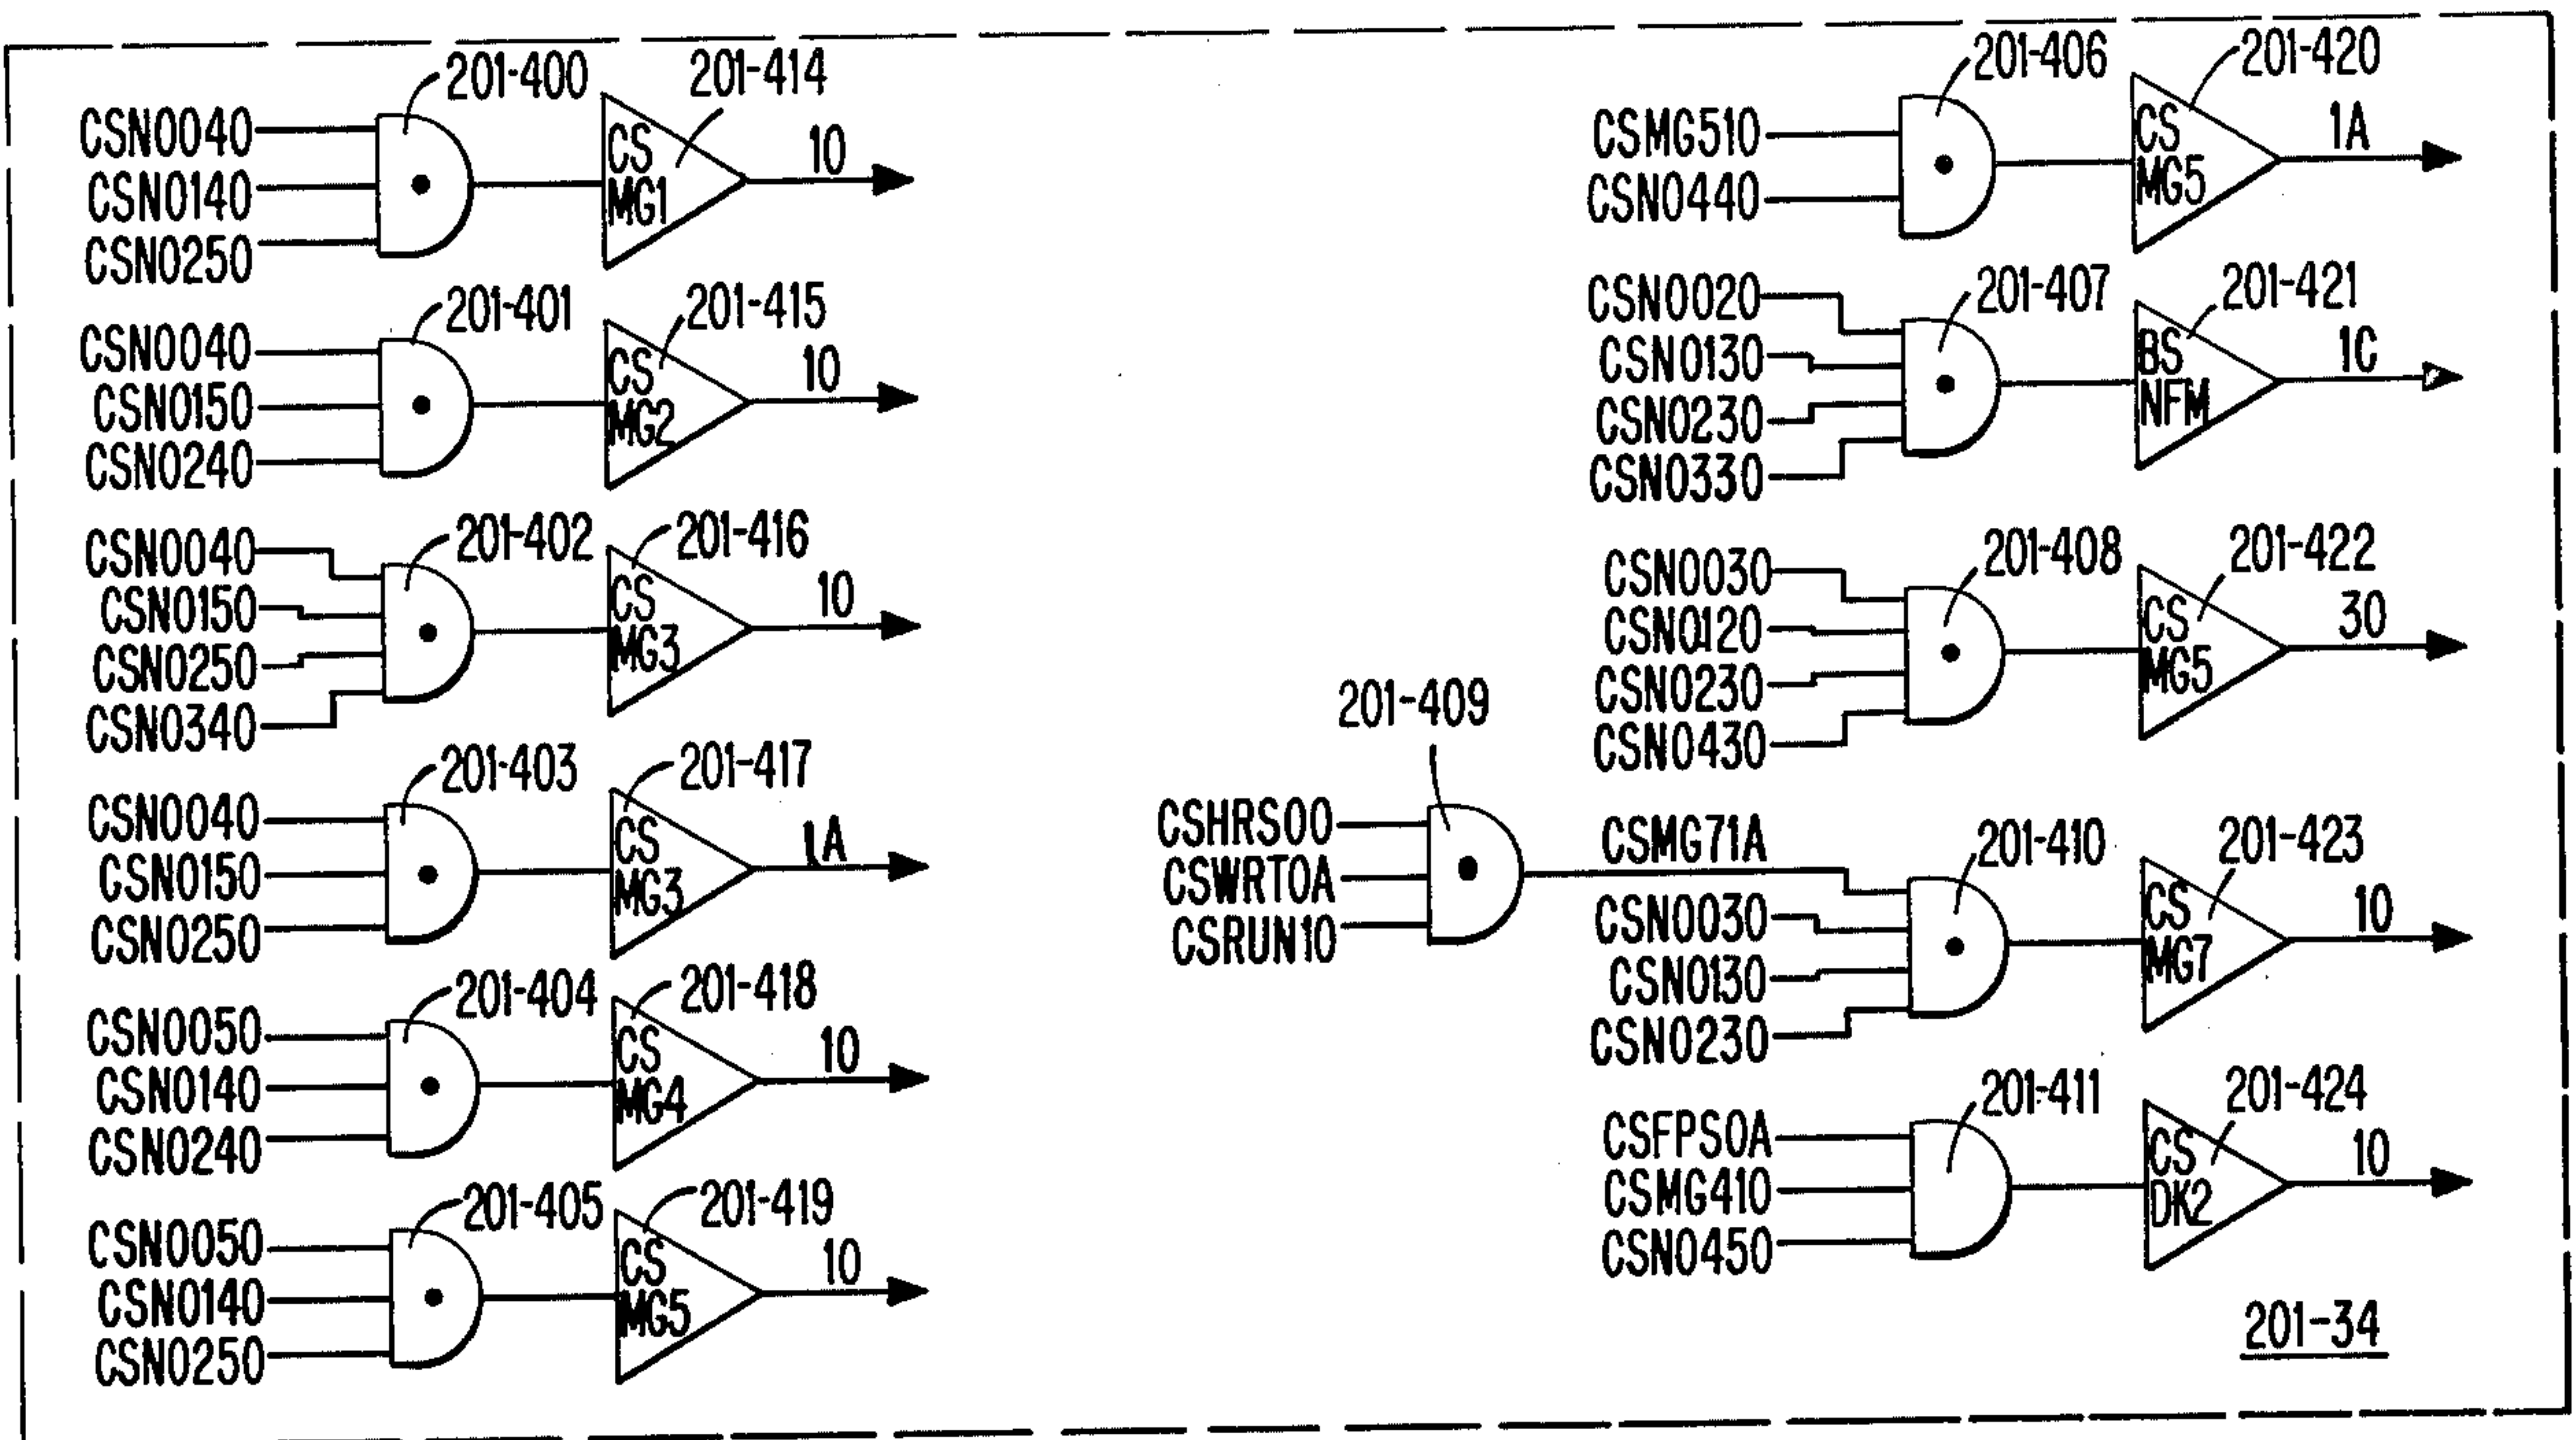 201-400
201-414
CSN0040
CSN0140
CSN0250
CS
MG1
10
201-401
201-415
CSN0040
CSN0150
CSN0240
CS
MG2
10
201-402
201-416
CSN0040
CSN0150
CSN0250
CSN0340
CS
MG3
10
201-403
201-417
CSN0040
CSN0150
CSN0250
CS
MG3
1A
201-404
201-418
CSN0050
CSN0140
CSN0240
CS
MG4
10
201-405
201-419
CSN0050
CSN0140
CSN0250
CS
MG5
10
201-406
201-420
CSMG510
CSN0440
CS
MG5
1A
201-407
201-421
CSN0020
CSN0130
CSN0230
CSN0330
BS
NFM
1C
201-408
201-422
CSN0030
CSN0120
CSN0230
CSN0430
CS
MG5
30
201-409
CSHRS00
CSWRT0A
CSRUN10
CSMG71A
201-410
201-423
CSN0030
CSN0130
CSN0230
CS
MG7
10
201-411
201-424
CSFPS0A
CSMG410
CSN0450
CS
DK2
10
201-34